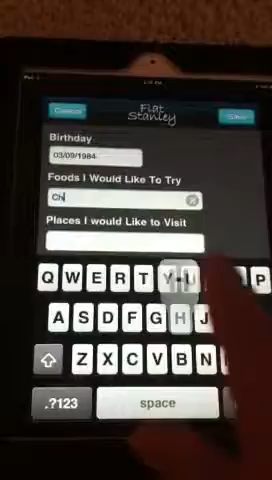 Cancel
Flat Stanley
Save
Birthday
03/09/1984
Foods I Would Like To Try
Ch
Places I would Like to Visit
Q W E R T Y U P
A S D F G H J
Z X C V B N
.?123 space